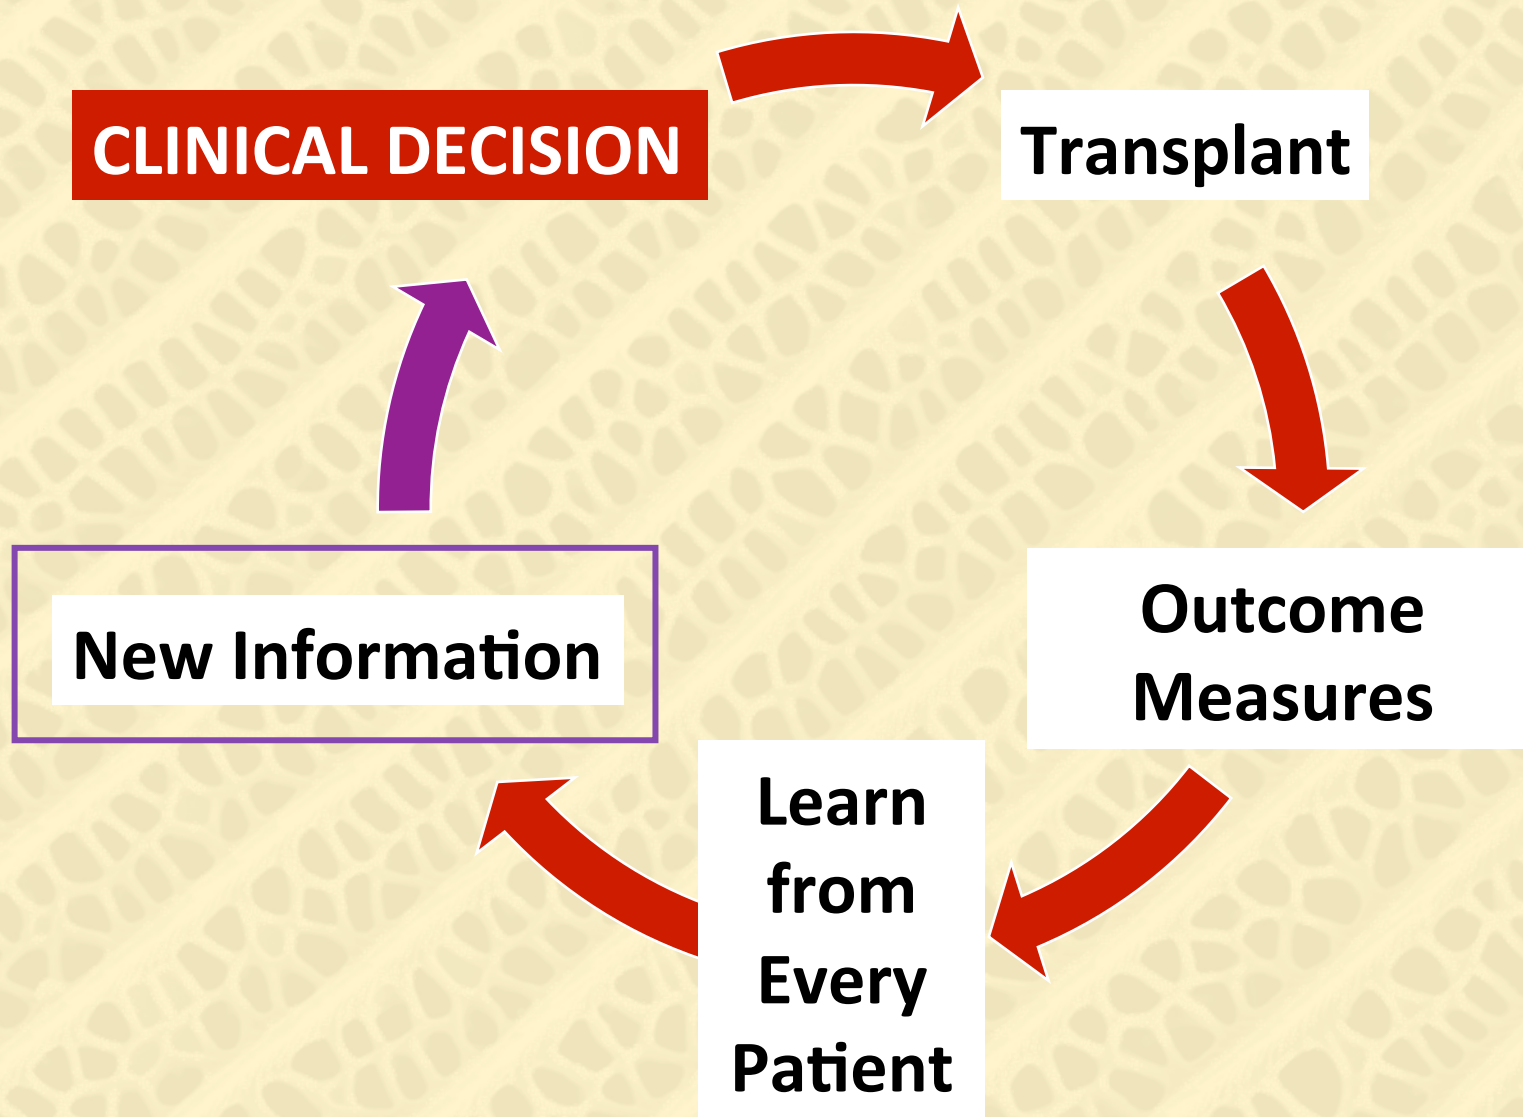 CLINICAL DECISION
Transplant
Outcome
Measures
Learn
from
Every
Patient
New Information